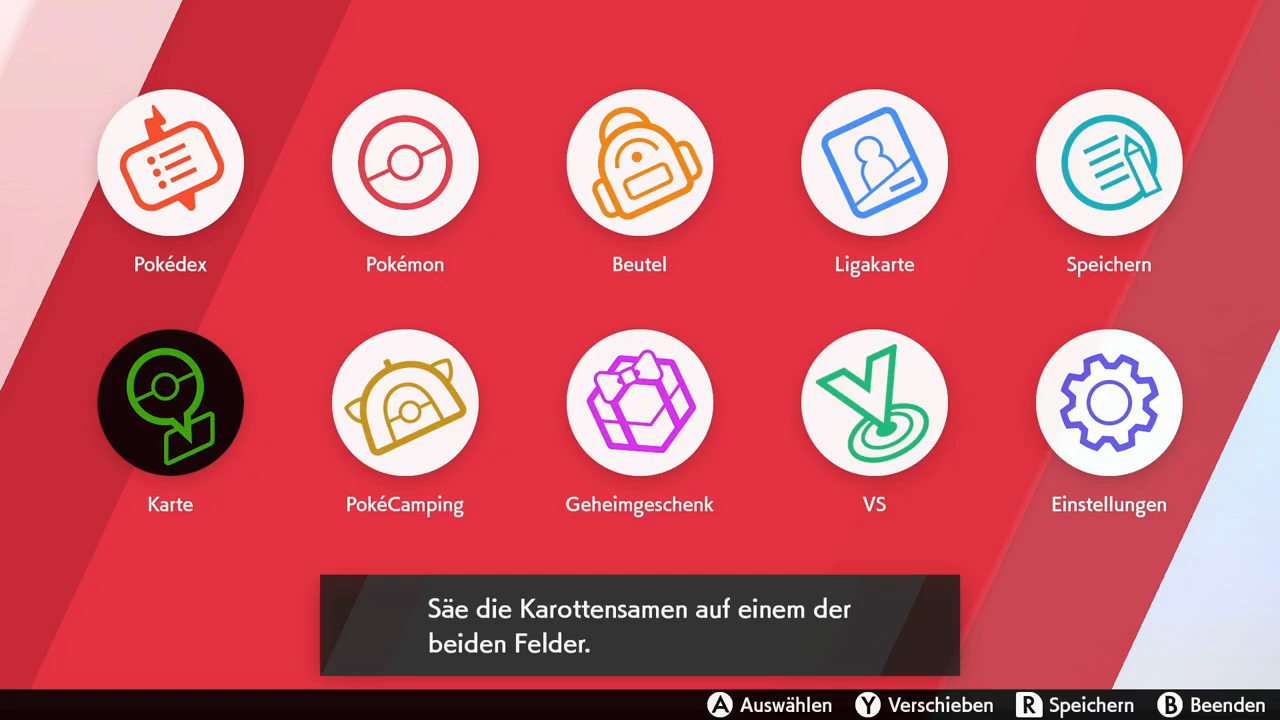 Pokédex
Pokémon
Beutel
Ligakarte
Speichern
Karte
PokéCamping
Geheimgeschenk
VS
Einstellungen
Säe die Karottensamen auf einem der
beiden Felder.
A Auswählen Y Verschieben R Speichern B Beenden